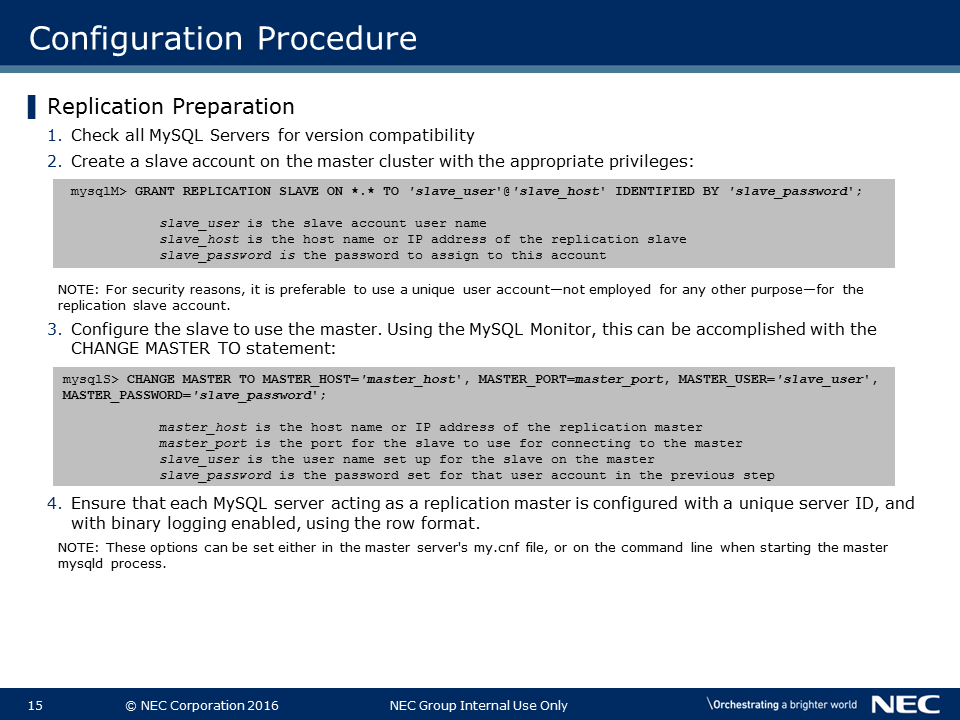 Configuration Procedure
Replication Preparation
1. Check all MySQL Servers for version compatibility
2. Create a slave account on the master cluster with the appropriate privileges:
mysqlM> GRANT REPLICATION SLAVE ON *.* TO 'slave_user'@'slave_host' IDENTIFIED BY 'slave_password';
slave_user is the slave account user name
slave_host is the host name or IP address of the replication slave
slave_password is the password to assign to this account
NOTE: For security reasons, it is preferable to use a unique user account—not employed for any other purpose—for the
replication slave account.
3. Configure the slave to use the master. Using the MySQL Monitor, this can be accomplished with the
CHANGE MASTER TO statement:
mysqlS> CHANGE MASTER TO MASTER_HOST='master_host', MASTER_PORT=master_port, MASTER_USER='slave_user',
MASTER_PASSWORD='slave_password';
master_host is the host name or IP address of the replication master
master_port is the port for the slave to use for connecting to the master
slave_user is the user name set up for the slave on the master
slave_password is the password set for that user account in the previous step
4. Ensure that each MySQL server acting as a replication master is configured with a unique server ID, and
with binary logging enabled, using the row format.
NOTE: These options can be set either in the master server's my.cnf file, or on the command line when starting the master
mysqld process.
15 © NEC Corporation 2016 NEC Group Internal Use Only \Orchestrating a brighter world NEC